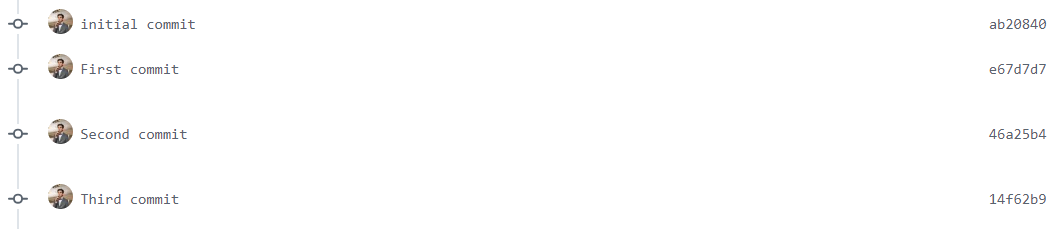 initial commit ab20840
First commit e67d7d7
Second commit 46a25b4
Third commit 14f62b9